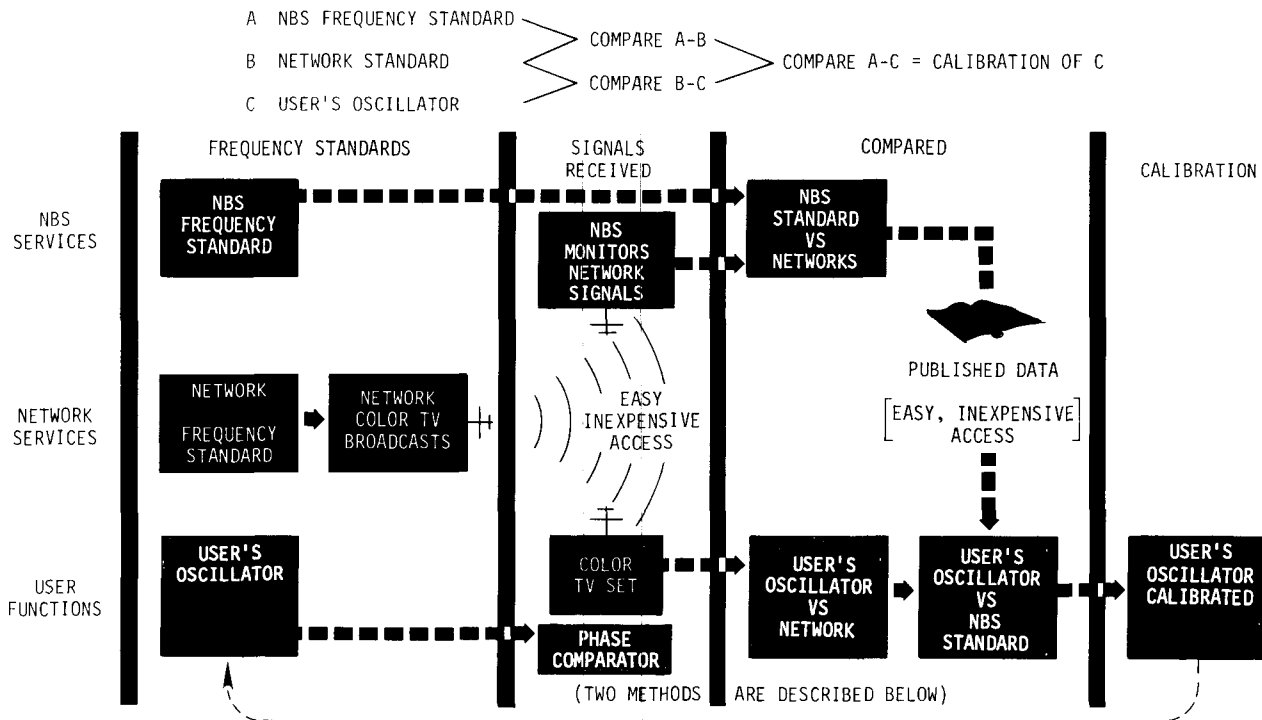 A NBS FREQUENCY STANDARD
B NETWORK STANDARD
C USER'S OSCILLATOR
COMPARE A-B
COMPARE B-C
COMPARE A-C = CALIBRATION OF C
FREQUENCY STANDARDS
SIGNALS
RECEIVED
COMPARED
CALIBRATION
NBS
SERVICES
NBS
FREQUENCY
STANDARD
NBS
MONITORS
NETWORK
SIGNALS
NBS
STANDARD
VS
NETWORKS
PUBLISHED DATA
[EASY, INEXPENSIVE
ACCESS]
NETWORK
SERVICES
NETWORK
FREQUENCY
STANDARD
NETWORK
COLOR TV
BROADCASTS
EASY
INEXPENSIVE
ACCESS
USER
FUNCTIONS
USER'S
OSCILLATOR
COLOR
TV SET
PHASE
COMPARATOR
USER'S
OSCILLATOR
VS
NETWORK
USER'S
OSCILLATOR
VS
NBS
STANDARD
USER'S
OSCILLATOR
CALIBRATED
(TWO METHODS ARE DESCRIBED BELOW)